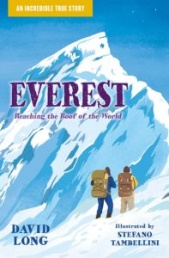 AN INCREDIBLE TRUE STORY
EVEREST
Reaching the Roof of the World
DAVID
LONG
Illustrated by
STEFANO
TAMBELLINI